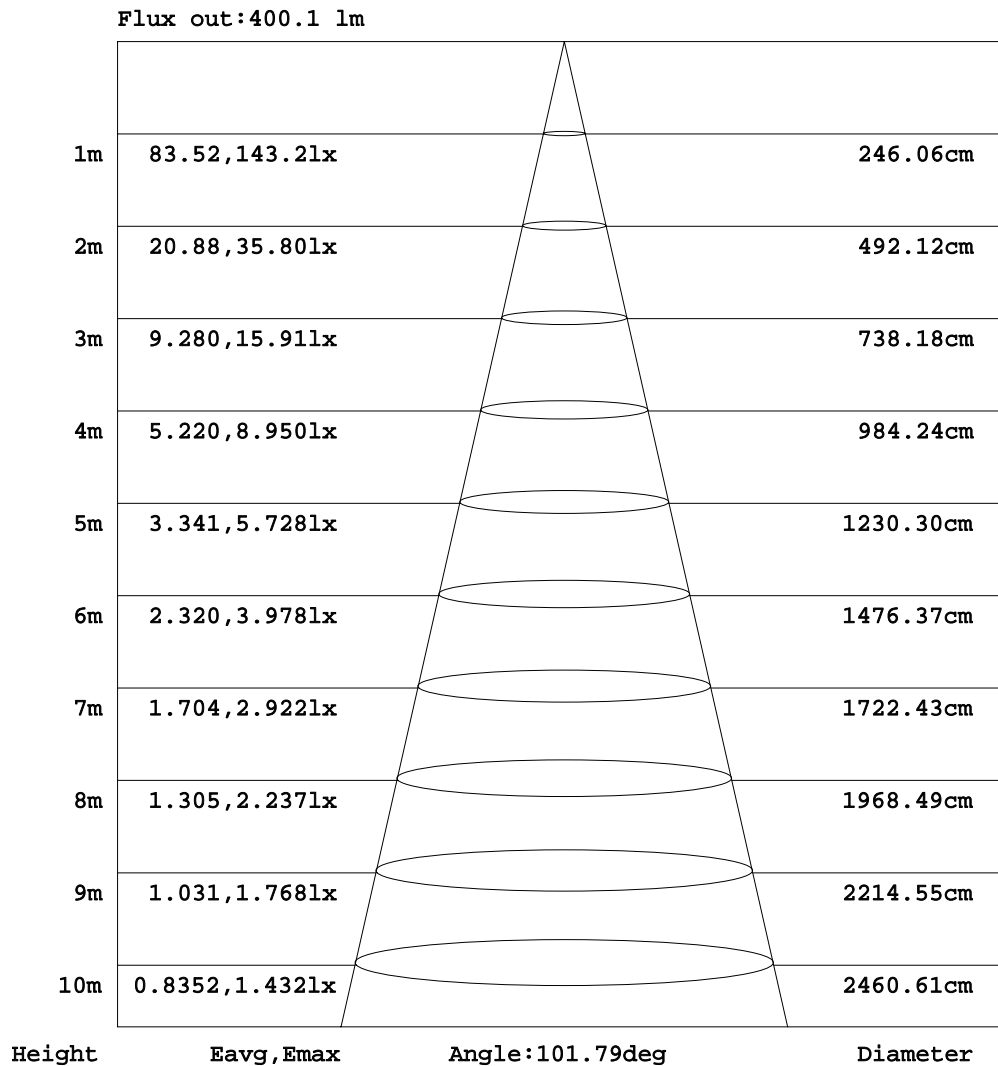 Flux out:400.1 lm
1m 83.52,143.2lx 246.06cm
2m 20.88,35.80lx 492.12cm
3m 9.280,15.91lx 738.18cm
4m 5.220,8.950lx 984.24cm
5m 3.341,5.728lx 1230.30cm
6m 2.320,3.978lx 1476.37cm
7m 1.704,2.922lx 1722.43cm
8m 1.305,2.237lx 1968.49cm
9m 1.031,1.768lx 2214.55cm
10m 0.8352,1.432lx 2460.61cm
Height Eavg,Emax Angle:101.79deg Diameter